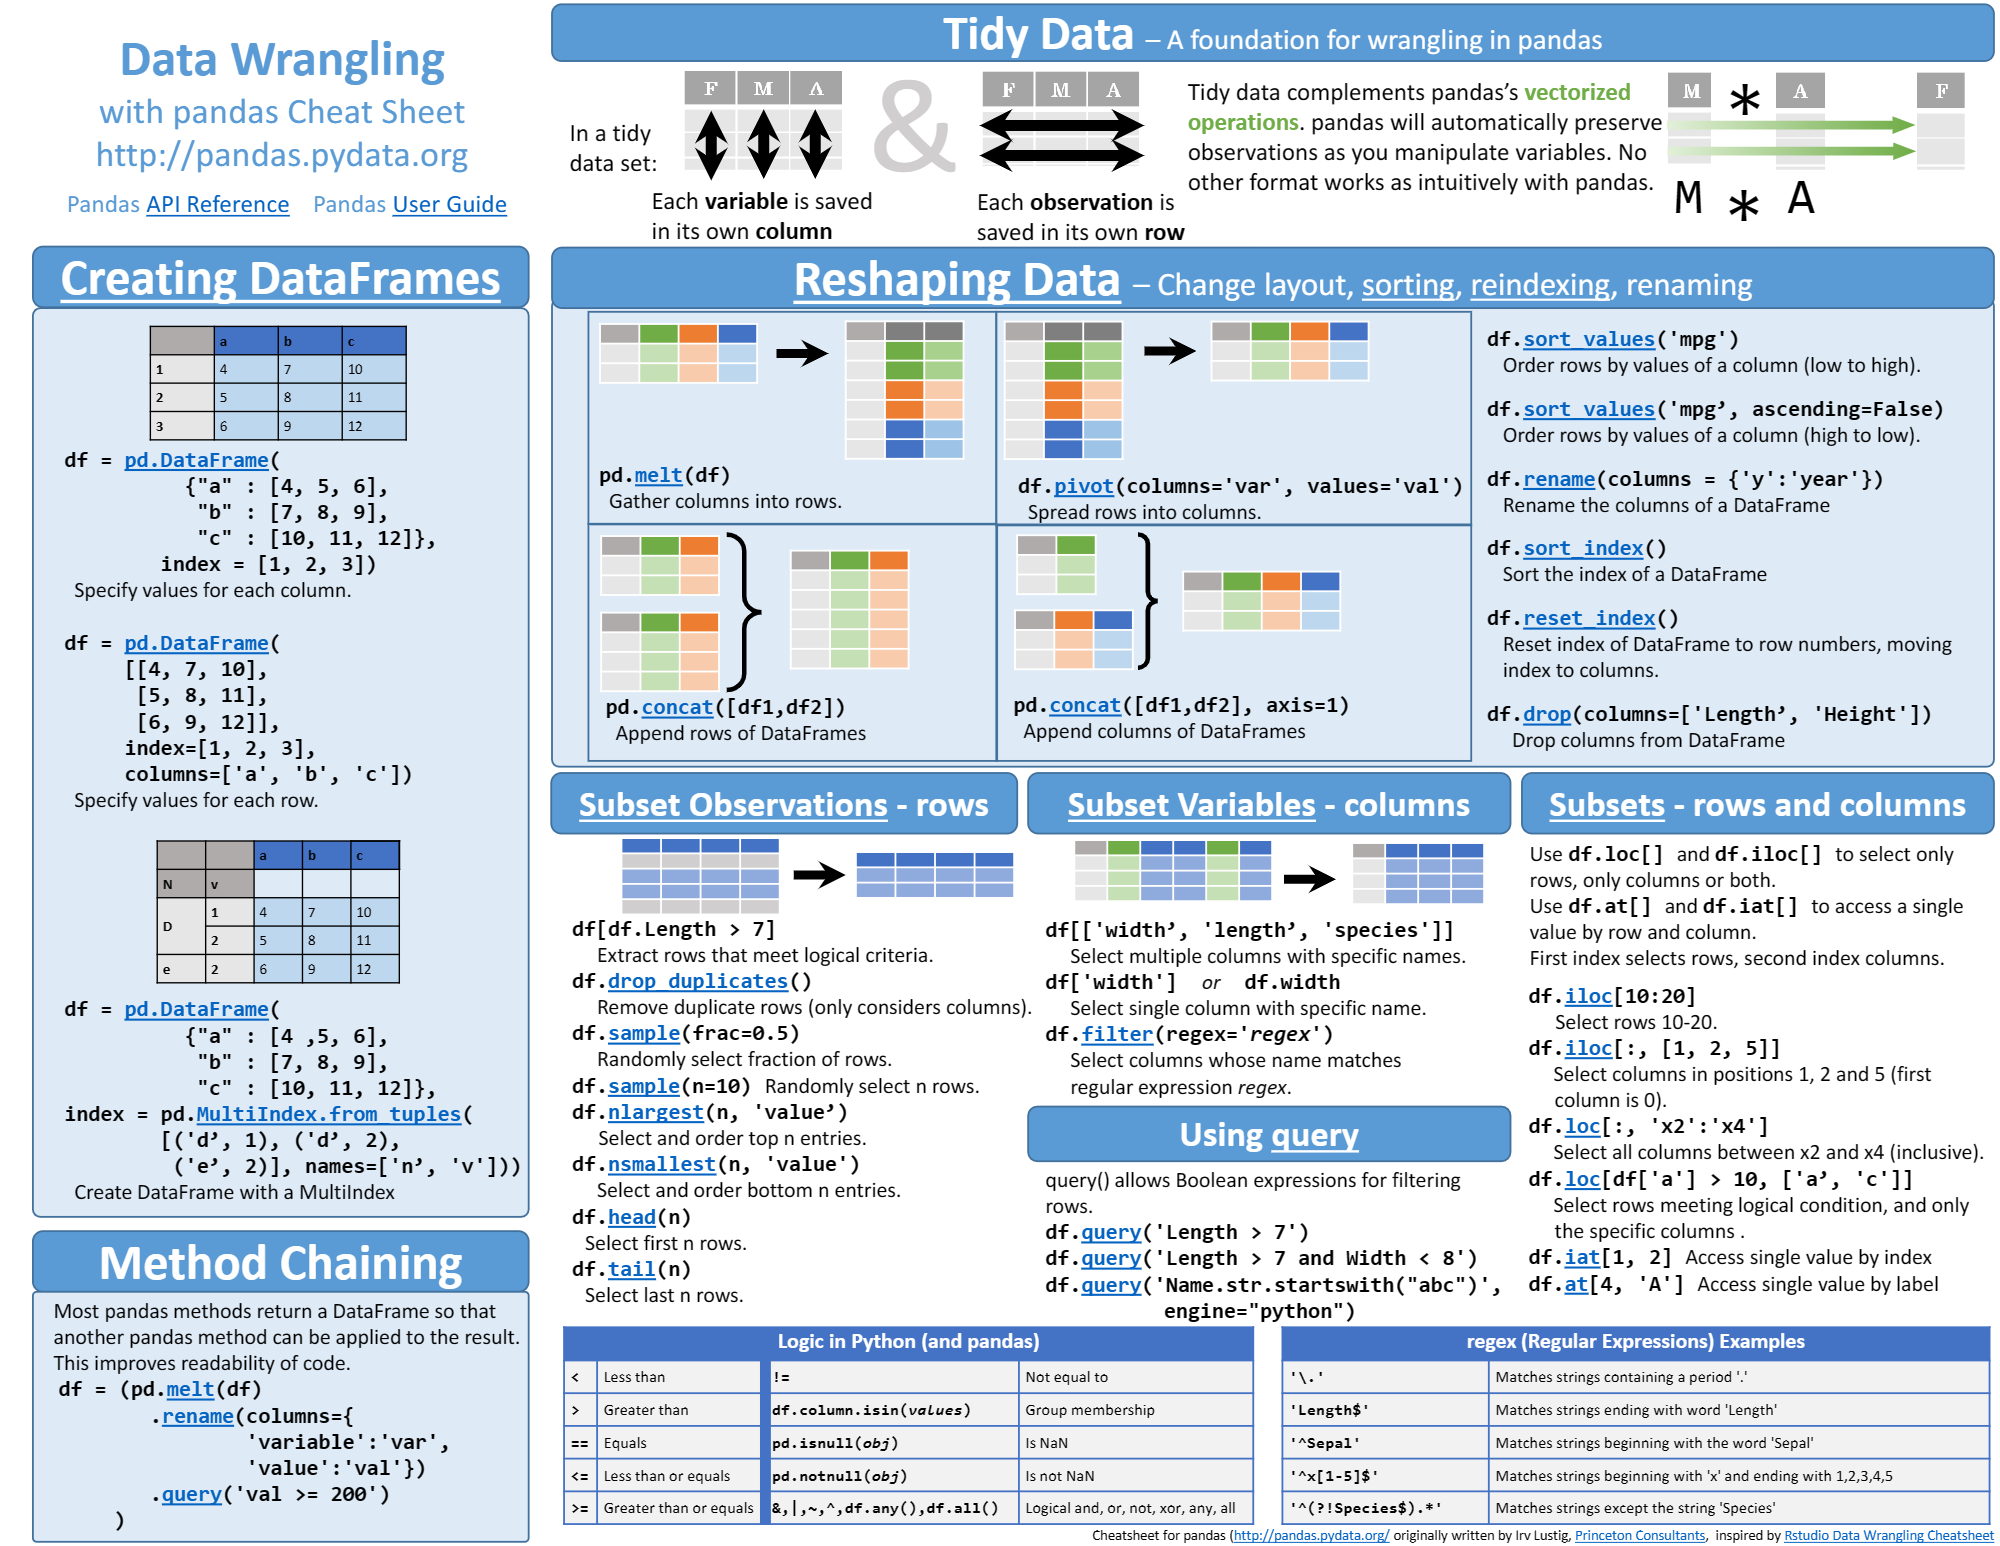 Data Wrangling
with pandas Cheat Sheet
http://pandas.pydata.org
Pandas API Reference Pandas User Guide
Creating DataFrames
a b c
1 4 7 10
2 5 8 11
3 6 9 12
df = pd.DataFrame(
{"a" : [4, 5, 6],
"b" : [7, 8, 9],
"c" : [10, 11, 12]},
index = [1, 2, 3])
Specify values for each column.
df = pd.DataFrame(
[[4, 7, 10],
[5, 8, 11],
[6, 9, 12]],
index=[1, 2, 3],
columns=['a', 'b', 'c'])
Specify values for each row.
a b c
N v
D 1 4 7 10
2 5 8 11
e 2 6 9 12
df = pd.DataFrame(
{"a" : [4 ,5, 6],
"b" : [7, 8, 9],
"c" : [10, 11, 12]},
index = pd.MultiIndex.from_tuples(
[('d’, 1), ('d’, 2),
('e’, 2)], names=['n’, 'v']))
Create DataFrame with a MultiIndex
Method Chaining
Most pandas methods return a DataFrame so that
another pandas method can be applied to the result.
This improves readability of code.
df = (pd.melt(df)
.rename(columns={
'variable':'var',
'value':'val'})
.query('val >= 200')
)
Tidy Data – A foundation for wrangling in pandas
In a tidy
data set:
F M A
Each variable is saved
in its own column
&
F M A
Each observation is
saved in its own row
Tidy data complements pandas’s vectorized
operations. pandas will automatically preserve
observations as you manipulate variables. No
other format works as intuitively with pandas.
M * A F
M * A
Reshaping Data – Change layout, sorting, reindexing, renaming
pd.melt(df)
Gather columns into rows.
df.pivot(columns='var', values='val')
Spread rows into columns.
pd.concat([df1,df2])
Append rows of DataFrames
pd.concat([df1,df2], axis=1)
Append columns of DataFrames
df.sort_values('mpg')
Order rows by values of a column (low to high).
df.sort_values('mpg’, ascending=False)
Order rows by values of a column (high to low).
df.rename(columns = {'y':'year'})
Rename the columns of a DataFrame
df.sort_index()
Sort the index of a DataFrame
df.reset_index()
Reset index of DataFrame to row numbers, moving
index to columns.
df.drop(columns=['Length’, 'Height'])
Drop columns from DataFrame
Subset Observations - rows
df[df.Length > 7]
Extract rows that meet logical criteria.
df.drop_duplicates()
Remove duplicate rows (only considers columns).
df.sample(frac=0.5)
Randomly select fraction of rows.
df.sample(n=10) Randomly select n rows.
df.nlargest(n, 'value’)
Select and order top n entries.
df.nsmallest(n, 'value')
Select and order bottom n entries.
df.head(n)
Select first n rows.
df.tail(n)
Select last n rows.
Subset Variables - columns
df[['width’, 'length’, 'species']]
Select multiple columns with specific names.
df['width'] or df.width
Select single column with specific name.
df.filter(regex='regex')
Select columns whose name matches
regular expression regex.
Using query
query() allows Boolean expressions for filtering
rows.
df.query('Length > 7')
df.query('Length > 7 and Width < 8')
df.query('Name.str.startswith("abc")',
engine="python")
Subsets - rows and columns
Use df.loc[] and df.iloc[] to select only
rows, only columns or both.
Use df.at[] and df.iat[] to access a single
value by row and column.
First index selects rows, second index columns.
df.iloc[10:20]
Select rows 10-20.
df.iloc[:, [1, 2, 5]]
Select columns in positions 1, 2 and 5 (first
column is 0).
df.loc[:, 'x2':'x4']
Select all columns between x2 and x4 (inclusive).
df.loc[df['a'] > 10, ['a’, 'c']]
Select rows meeting logical condition, and only
the specific columns .
df.iat[1, 2] Access single value by index
df.at[4, 'A'] Access single value by label
Logic in Python (and pandas)
< Less than != Not equal to
> Greater than df.column.isin(values) Group membership
== Equals pd.isnull(obj) Is NaN
<= Less than or equals pd.notnull(obj) Is not NaN
>= Greater than or equals &,|,~,^,df.any(),df.all() Logical and, or, not, xor, any, all
regex (Regular Expressions) Examples
'\.' Matches strings containing a period '.'
'Length$' Matches strings ending with word 'Length'
'^Sepal' Matches strings beginning with the word 'Sepal'
'^x[1-5]$' Matches strings beginning with 'x' and ending with 1,2,3,4,5
'^(?!Species$).*' Matches strings except the string 'Species'
Cheatsheet for pandas (http://pandas.pydata.org/ originally written by Irv Lustig, Princeton Consultants, inspired by Rstudio Data Wrangling Cheatsheet